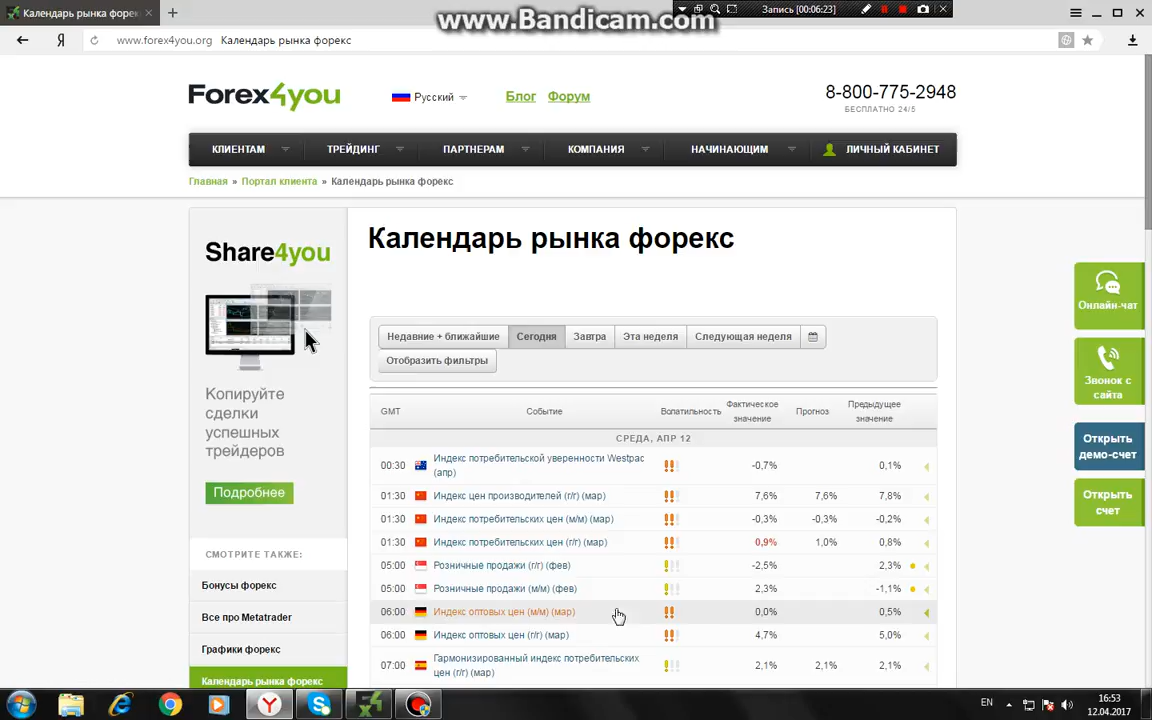 Календарь рынка форекс
www.Bandicam.com
Запись [00:06:23]
Я
www.forex4you.org Календарь рынка форекс
Forex4you
Русский
Блог
Форум
8-800-775-2948
БЕСПЛАТНО 24/5
КЛИЕНТАМ
ТРЕЙДИНГ
ПАРТНЕРАМ
КОМПАНИЯ
НАЧИНАЮЩИМ
ЛИЧНЫЙ КАБИНЕТ
Главная » Портал клиента » Календарь рынка форекс
Share4you
Копируйте
сделки
успешных
трейдеров
Подробнее
СМОТРИТЕ ТАКЖЕ:
Бонусы форекс
Все про Metatrader
Графики форекс
Календарь рынка форекс
Календарь рынка форекс
Недавние + ближайшие
Сегодня
Завтра
Эта неделя
Следующая неделя
Отобразить фильтры
GMT Событие Волатильность Фактическое значение Прогноз Предыдущее значение
СРЕДА, АПР 12
00:30 Индекс потребительской уверенности Westpac (апр) -0,7% 0,1%
01:30 Индекс цен производителей (г/г) (мар) 7,6% 7,6% 7,8%
01:30 Индекс потребительских цен (м/м) (мар) -0,3% -0,3% -0,2%
01:30 Индекс потребительских цен (г/г) (мар) 0,9% 1,0% 0,8%
05:00 Розничные продажи (г/г) (фев) -2,5% 2,3%
05:00 Розничные продажи (м/м) (фев) 2,3% -1,1%
06:00 Индекс оптовых цен (м/м) (мар) 0,0% 0,5%
06:00 Индекс оптовых цен (г/г) (мар) 4,7% 5,0%
07:00 Гармонизированный индекс потребительских цен (г/г) (мар) 2,1% 2,1% 2,1%
Онлайн-чат
Звонок с
сайта
Открыть
демо-счет
Открыть
счет
EN
16:53
12.04.2017